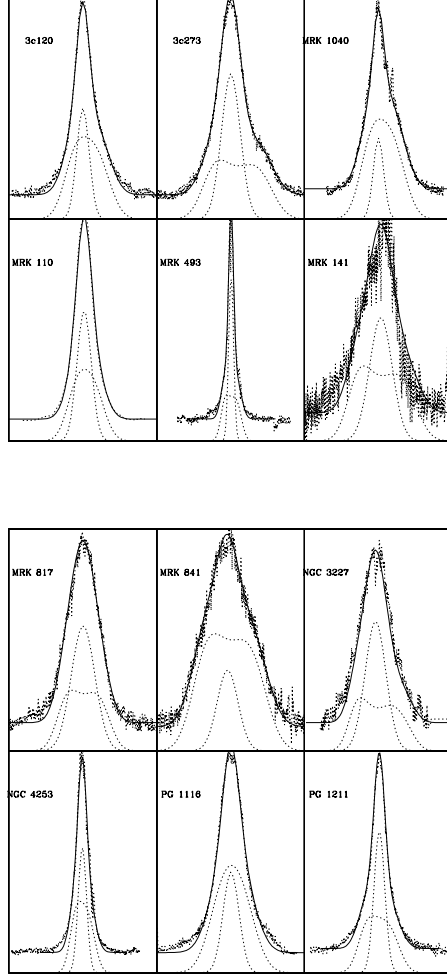 3c120
3c273
MRK 1040
MRK 110
MRK 493
MRK 141
MRK 817
MRK 841
NGC 3227
NGC 4253
PG 1116
PG 1211